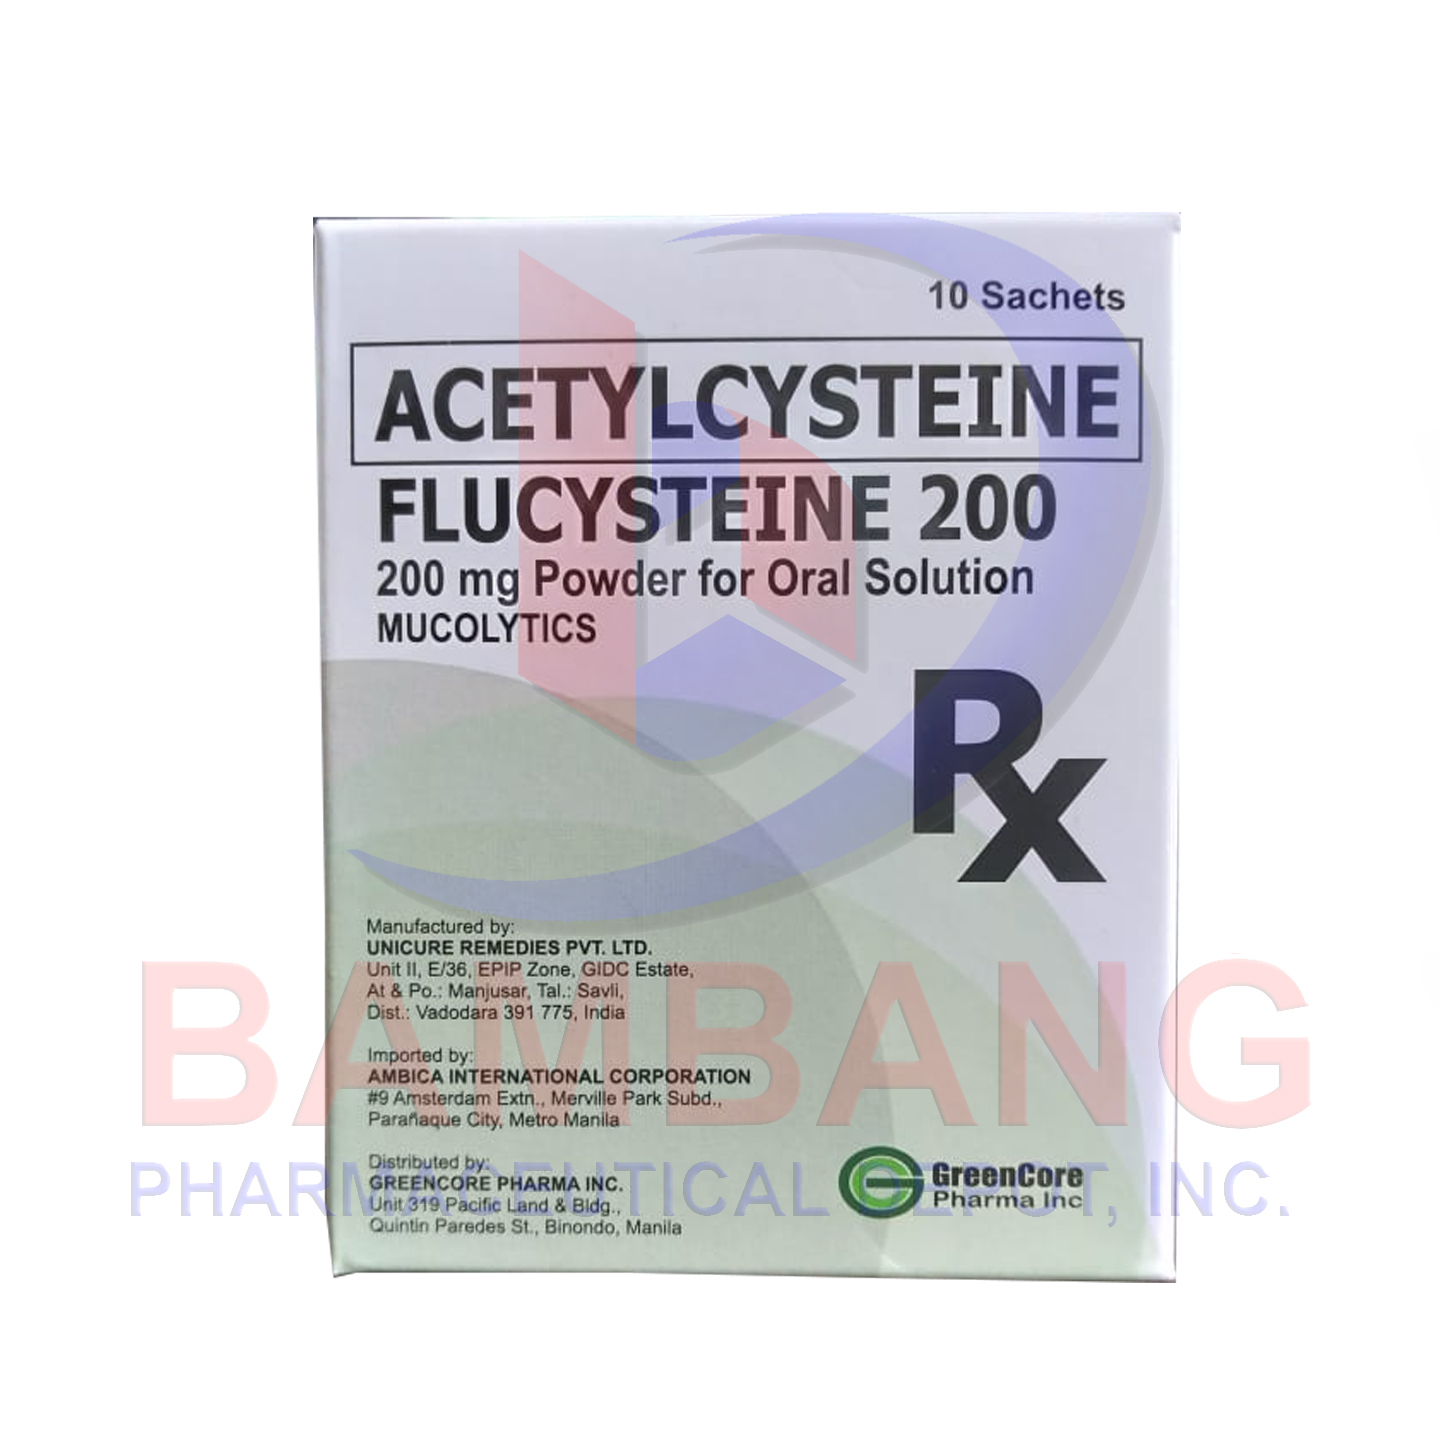 10 Sachets
ACETYLCYSTEINE
FLUCYSTEINE 200
200 mg Powder for Oral Solution
MUCOLYTICS
Rx
Manufactured by:
UNICURE REMEDIES PVT. LTD.
Unit II, E/36, EPIP Zone, GIDC Estate,
At & Po.: Manjusar, Tal.: Savli,
Dist.: Vadodara 391 775, India
Imported by:
AMBICA INTERNATIONAL CORPORATION
#9 Amsterdam Extn., Merville Park Subd.,
Parañaque City, Metro Manila
Distributed by:
GREENCORE PHARMA INC.
Unit 319 Pacific Land & Bldg.,
Quintin Paredes St., Binondo, Manila
GreenCore
Pharma Inc
BAMBANG
PHARMACEUTICAL DEPOT, INC.